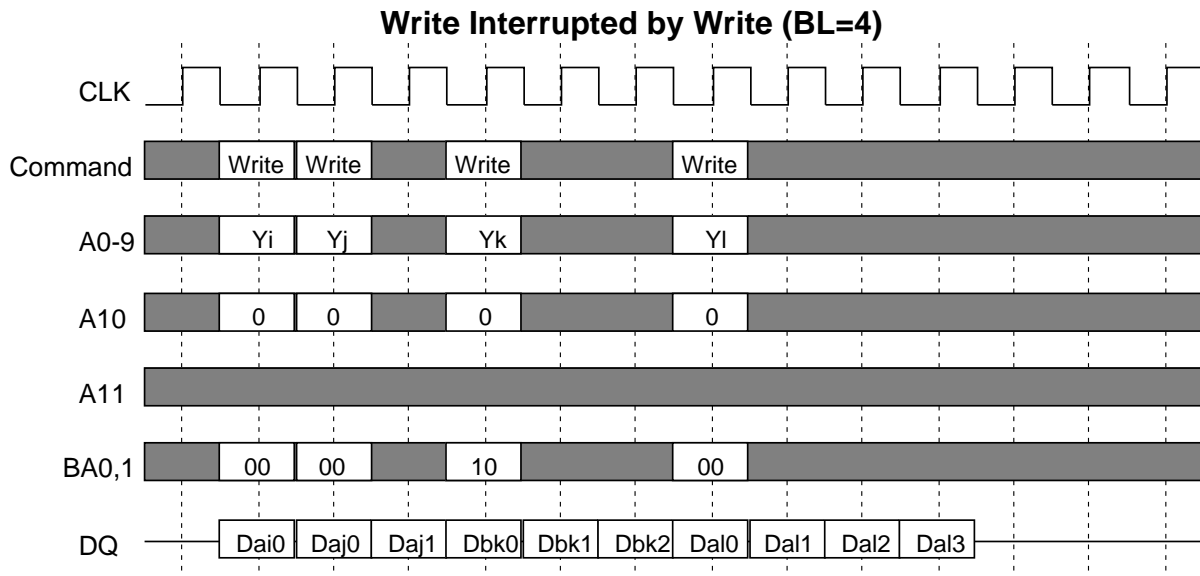 Write Interrupted by Write (BL=4)
CLK
Command Write Write Write Write
A0-9 Yi Yj Yk Yl
A10 0 0 0 0
A11
BA0,1 00 00 10 00
DQ Dai0 Daj0 Daj1 Dbk0 Dbk1 Dbk2 Dal0 Dal1 Dal2 Dal3